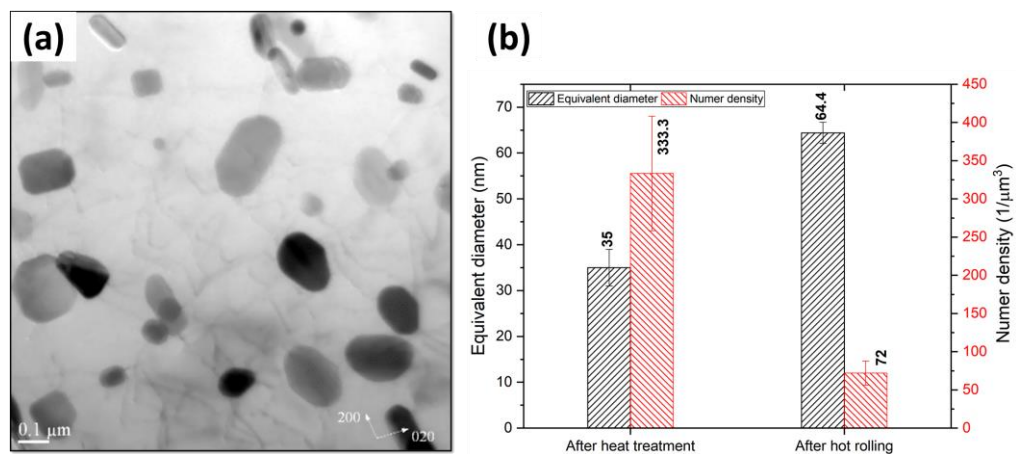 (a)
200
020
0.1 μm
(b)
Equivalent diameter (nm)
70
60
50
40
30
20
10
0
Equivalent diameter
Numer density
35
333.3
64.4
72
After heat treatment
After hot rolling
450
400
350
300
250
200
150
100
50
0
Numer density (1/μm³)